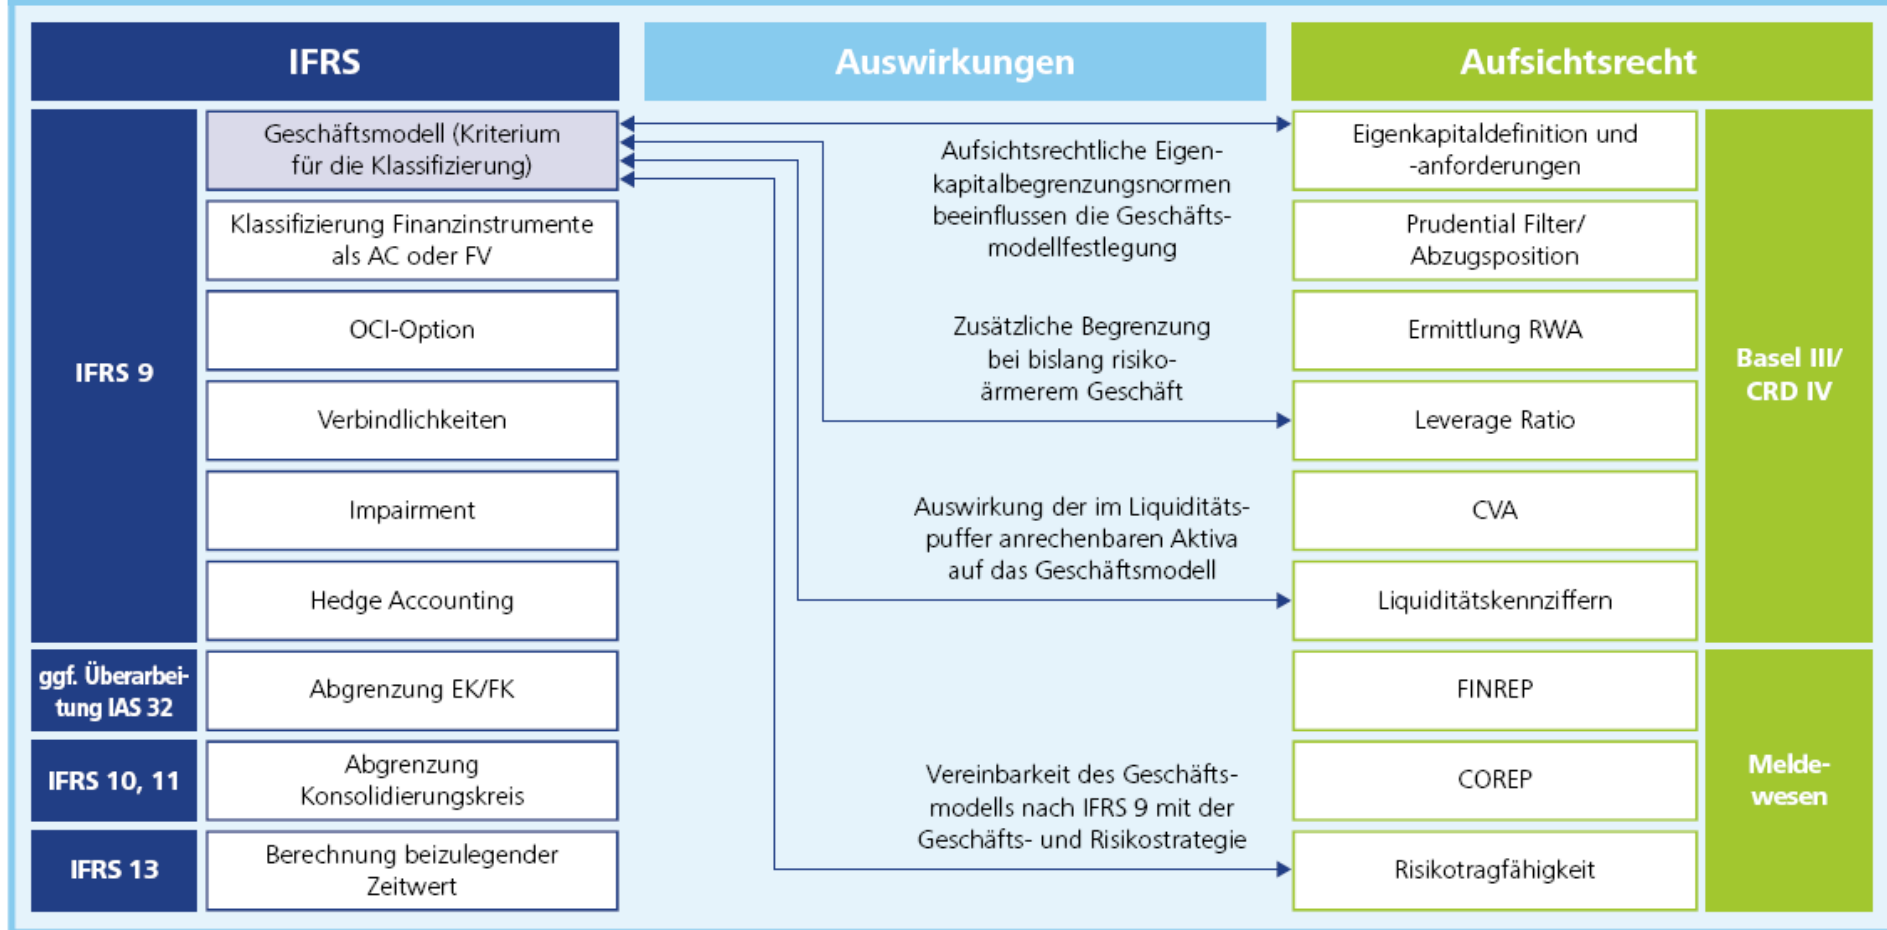 IFRS
Auswirkungen
Aufsichtsrecht
IFRS 9
Geschäftsmodell (Kriterium
für die Klassifizierung)
Klassifizierung Finanzinstrumente
als AC oder FV
OCI-Option
Verbindlichkeiten
Impairment
Hedge Accounting
ggf. Überarbei-
tung IAS 32
Abgrenzung EK/FK
IFRS 10, 11
Abgrenzung
Konsolidierungskreis
IFRS 13
Berechnung beizulegender
Zeitwert
Aufsichtsrechtliche Eigen-
kapitalbegrenzungsnormen
beeinflussen die Geschäfts-
modellfestlegung
Zusätzliche Begrenzung
bei bislang risiko-
ärmerem Geschäft
Auswirkung der im Liquiditäts-
puffer anrechenbaren Aktiva
auf das Geschäftsmodell
Vereinbarkeit des Geschäfts-
modells nach IFRS 9 mit der
Geschäfts- und Risikostrategie
Eigenkapitaldefinition und
-anforderungen
Prudential Filter/
Abzugsposition
Ermittlung RWA
Leverage Ratio
CVA
Liquiditätskennziffern
Basel III/
CRD IV
FINREP
COREP
Risikotragfähigkeit
Melde-
wesen